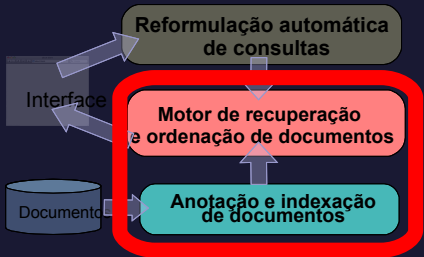 Reformulação automática
de consultas
Interface
Motor de recuperação
e ordenação de documentos
Anotação e indexação
de documentos
Documentos